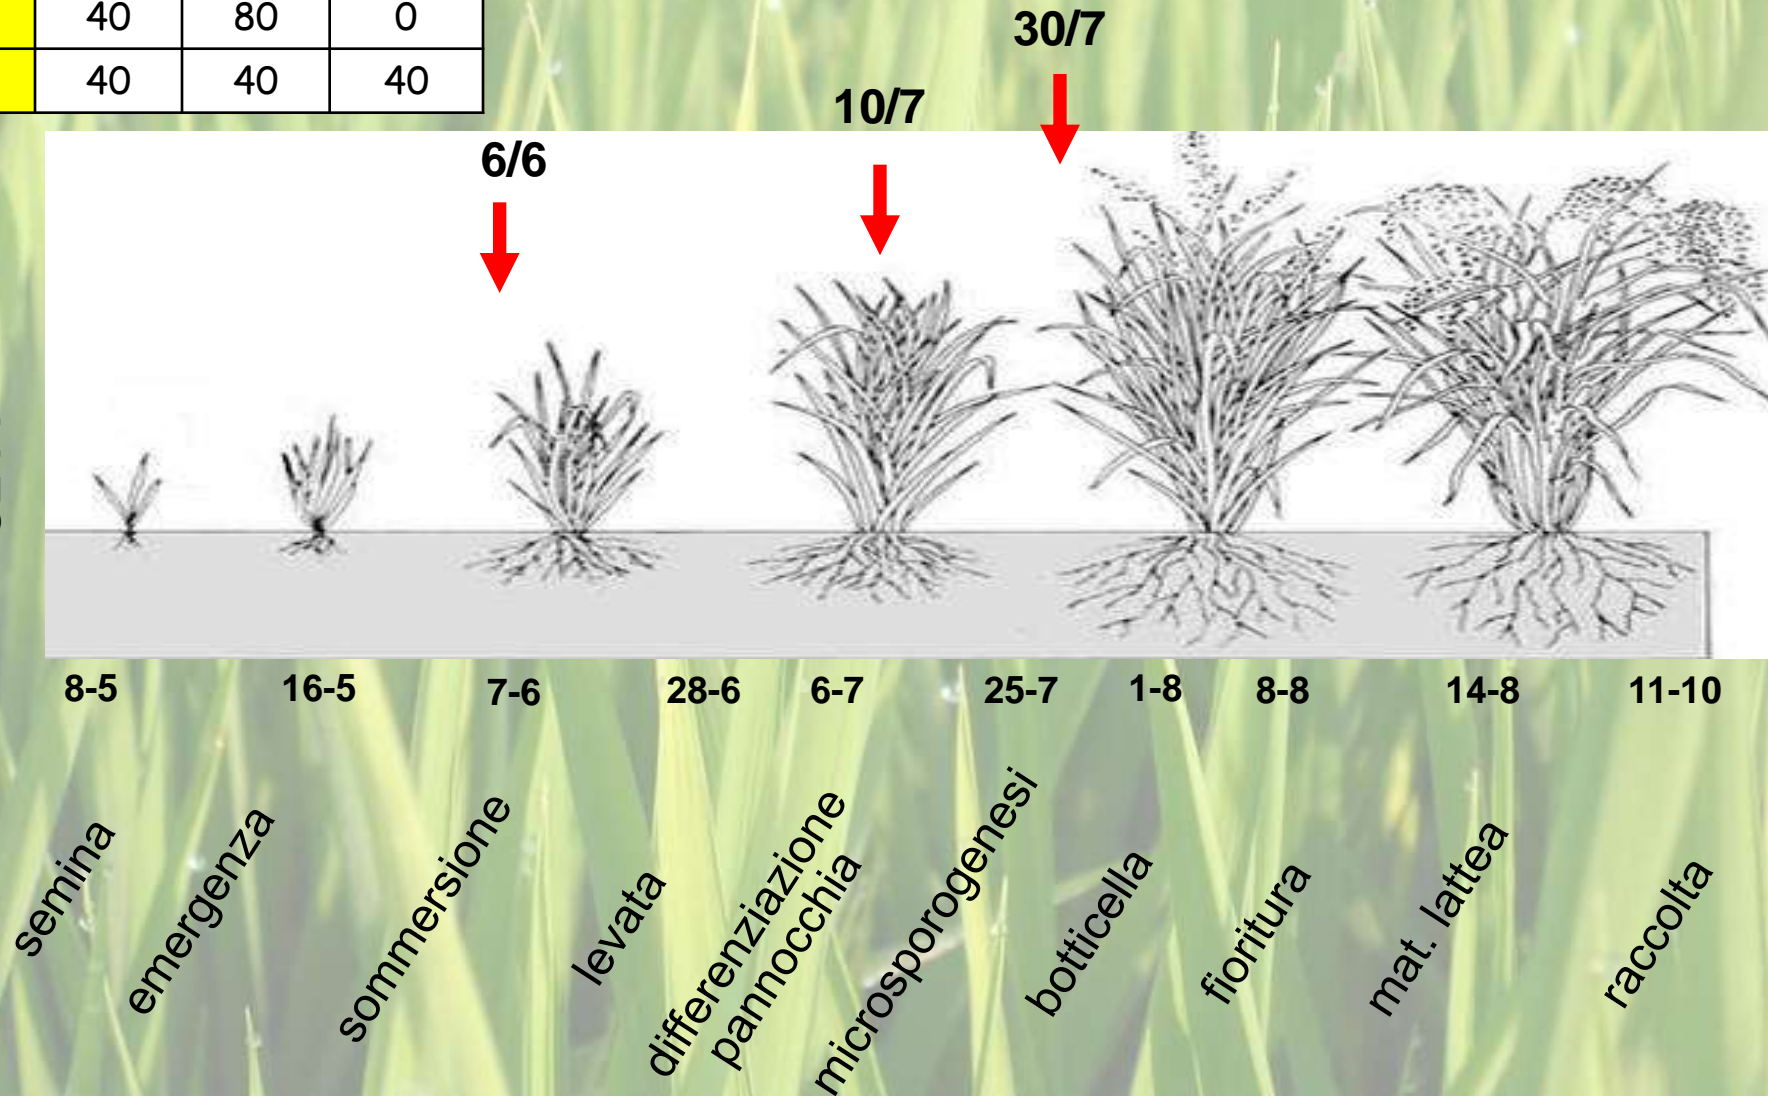 40 80 0
40 40 40
30/7
10/7
6/6
8-5 16-5 7-6 28-6 6-7 25-7 1-8 8-8 14-8 11-10
semina
emergenza
sommersione
levata
differenziazione
pannocchia
microsporogenesi
botticella
fioritura
mat. lattea
raccolta